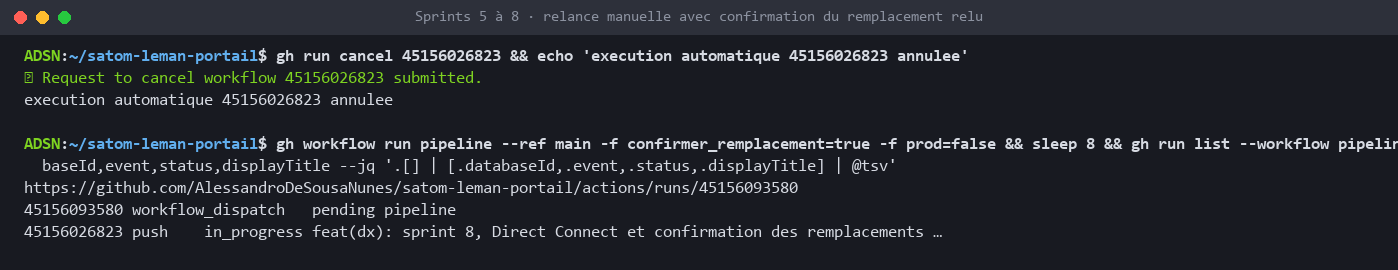 Sprints 5 à 8 · relance manuelle avec confirmation du remplacement relu
ADSN:~/satom-leman-portail$ gh run cancel 45156026823 && echo 'execution automatique 45156026823 annulee'
Request to cancel workflow 45156026823 submitted.
execution automatique 45156026823 annulee
ADSN:~/satom-leman-portail$ gh workflow run pipeline --ref main -f confirmer_remplacement=true -f prod=false && sleep 8 && gh run list --workflow pipelin
baseId,event,status,displayTitle --jq '.[] | [.databaseId,.event,.status,.displayTitle] | @tsv'
https://github.com/AlessandroDeSousaNunes/satom-leman-portail/actions/runs/45156093580
45156093580 workflow_dispatch pending pipeline
45156026823 push in_progress feat(dx): sprint 8, Direct Connect et confirmation des remplacements …